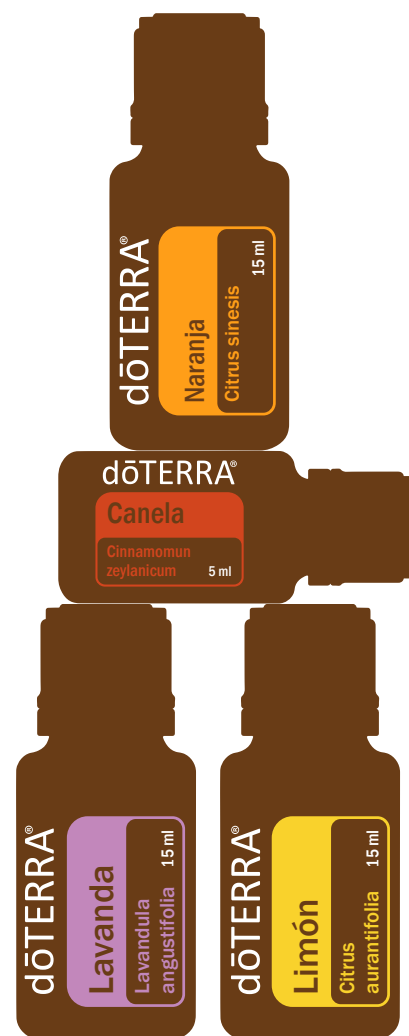 dōTERRA®
Naranja
Citrus sinesis
15 ml
dōTERRA®
Canela
Cinnamomun
zeylanicum
5 ml
dōTERRA®
Lavanda
Lavandula
angustifolia
15 ml
dōTERRA®
Limón
Citrus
aurantifolia
15 ml